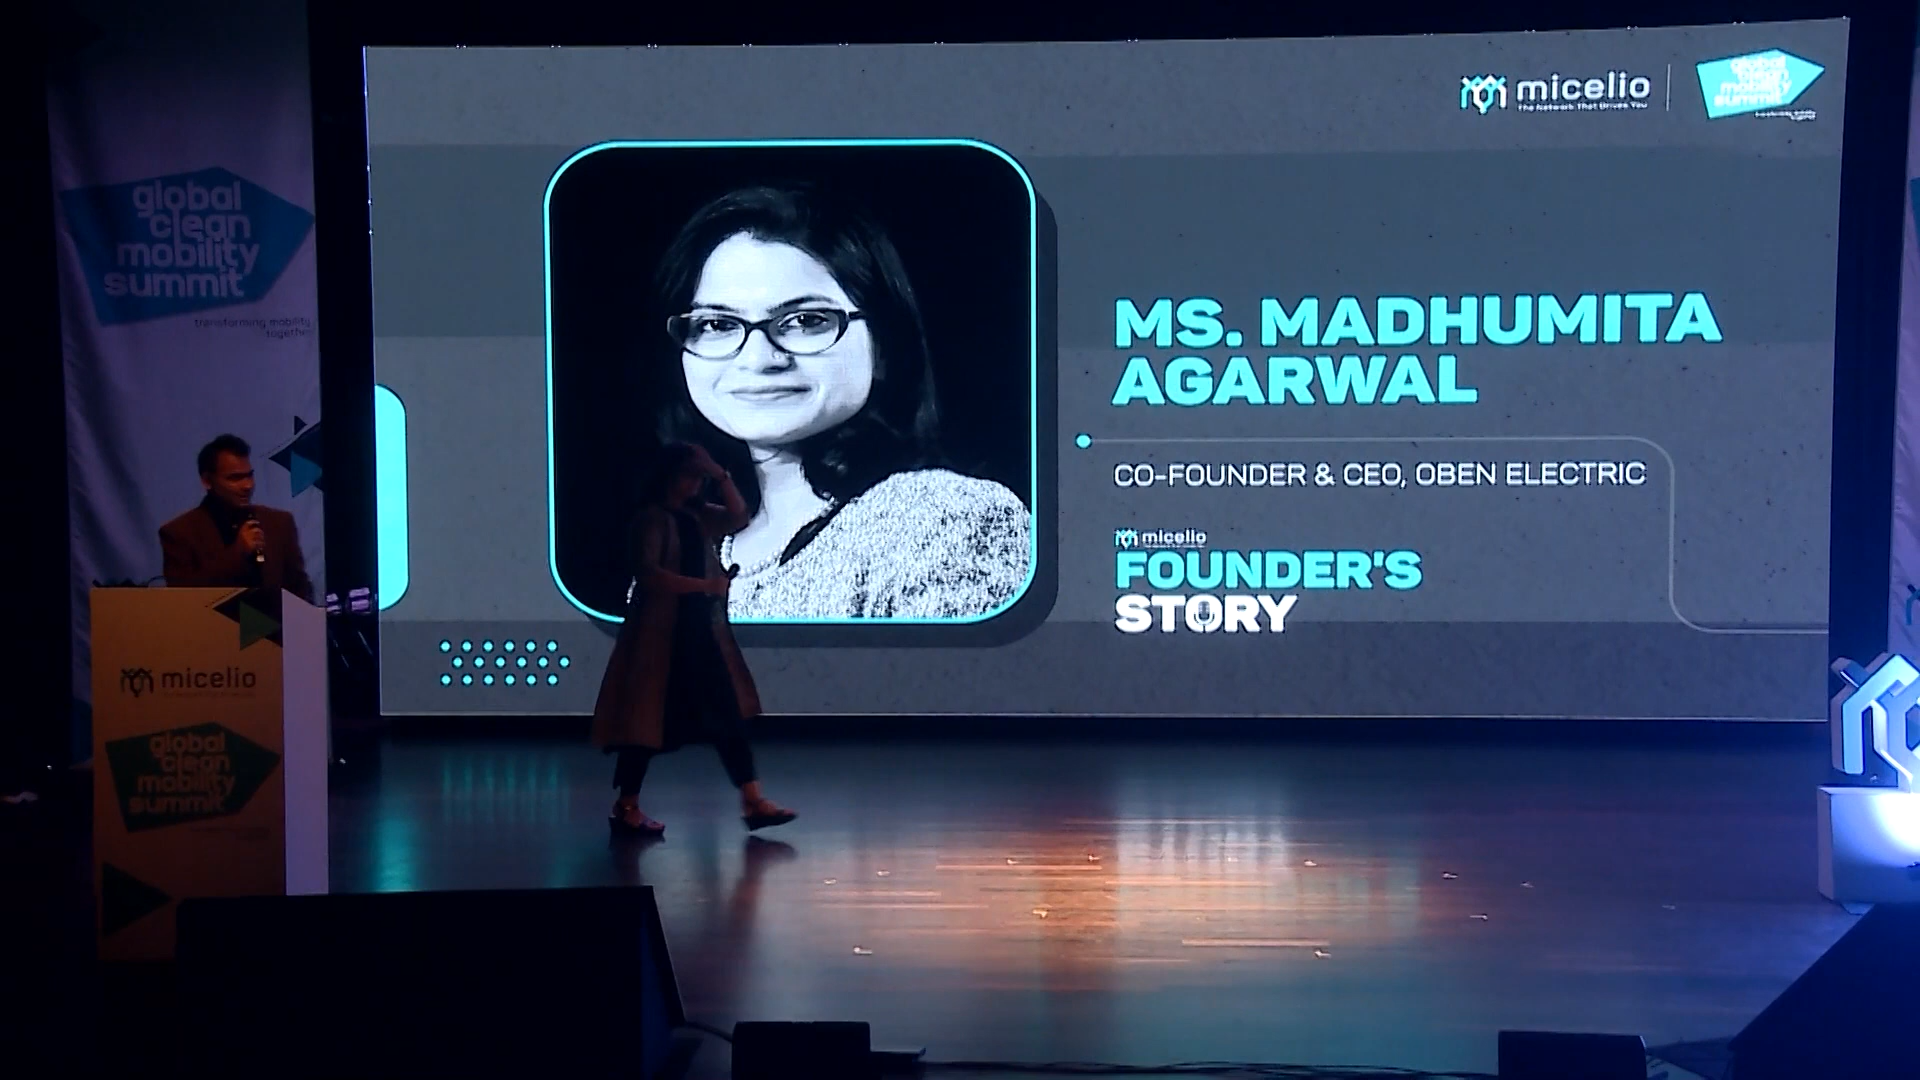 micelio
The Network That Drives You
global
clean
mobility
summit
global
clean
mobility
summit
transforming mobility
together
MS. MADHUMITA
AGARWAL
CO-FOUNDER & CEO, OBEN ELECTRIC
micelio
FOUNDER'S
STORY
micelio
global
clean
mobility
summit